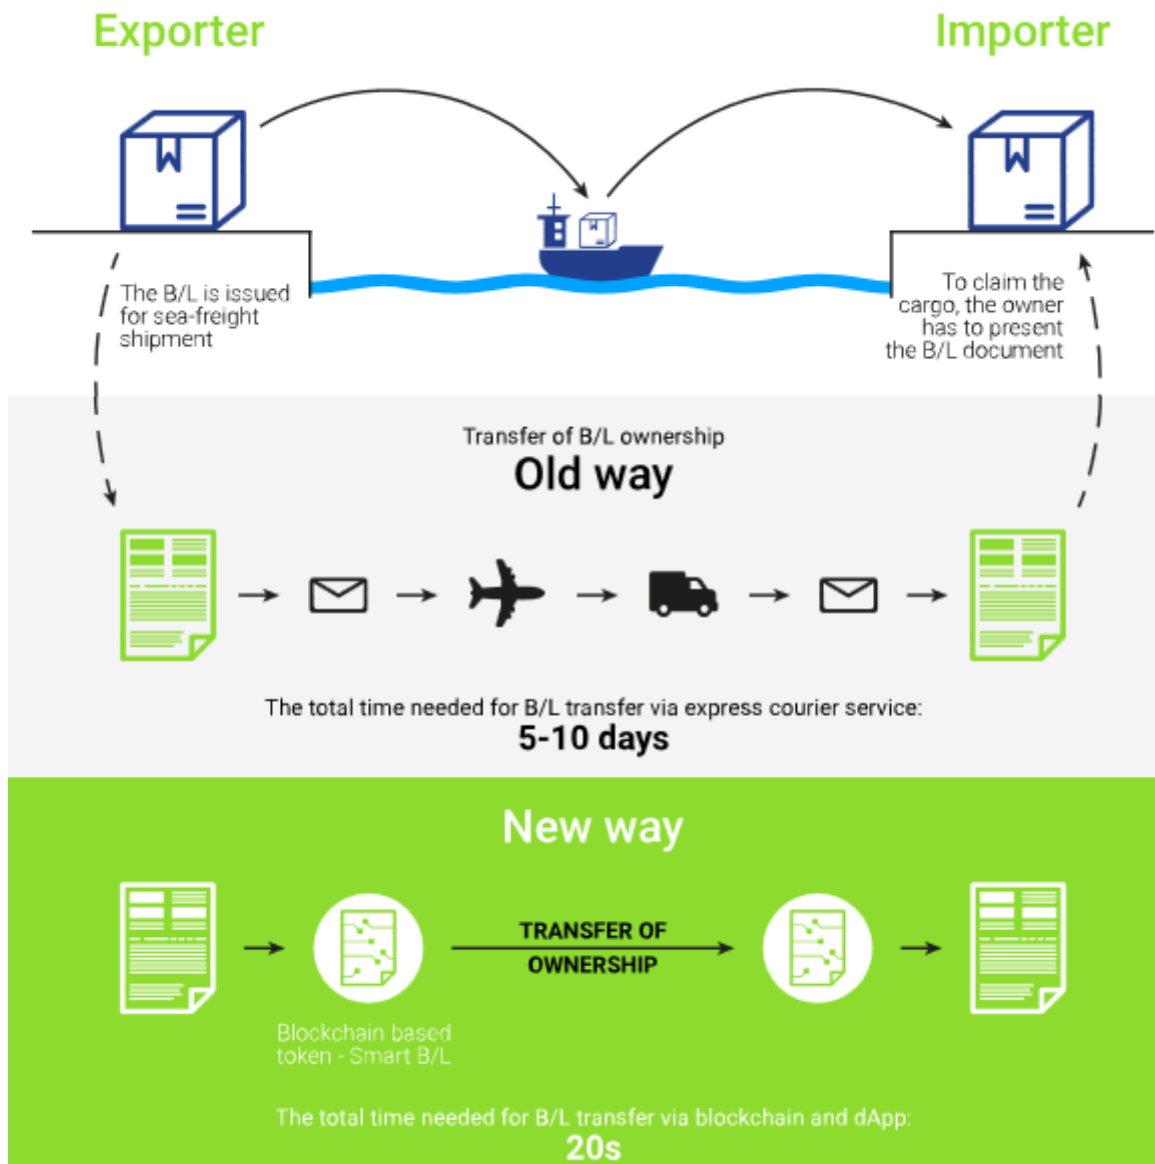 Exporter
Importer
The B/L is issued
for sea-freight
shipment
To claim the
cargo, the owner
has to present
the B/L document
Transfer of B/L ownership
Old way
The total time needed for B/L transfer via express courier service:
5-10 days
New way
TRANSFER OF
OWNERSHIP
Blockchain based
token - Smart B/L
The total time needed for B/L transfer via blockchain and dApp:
20s